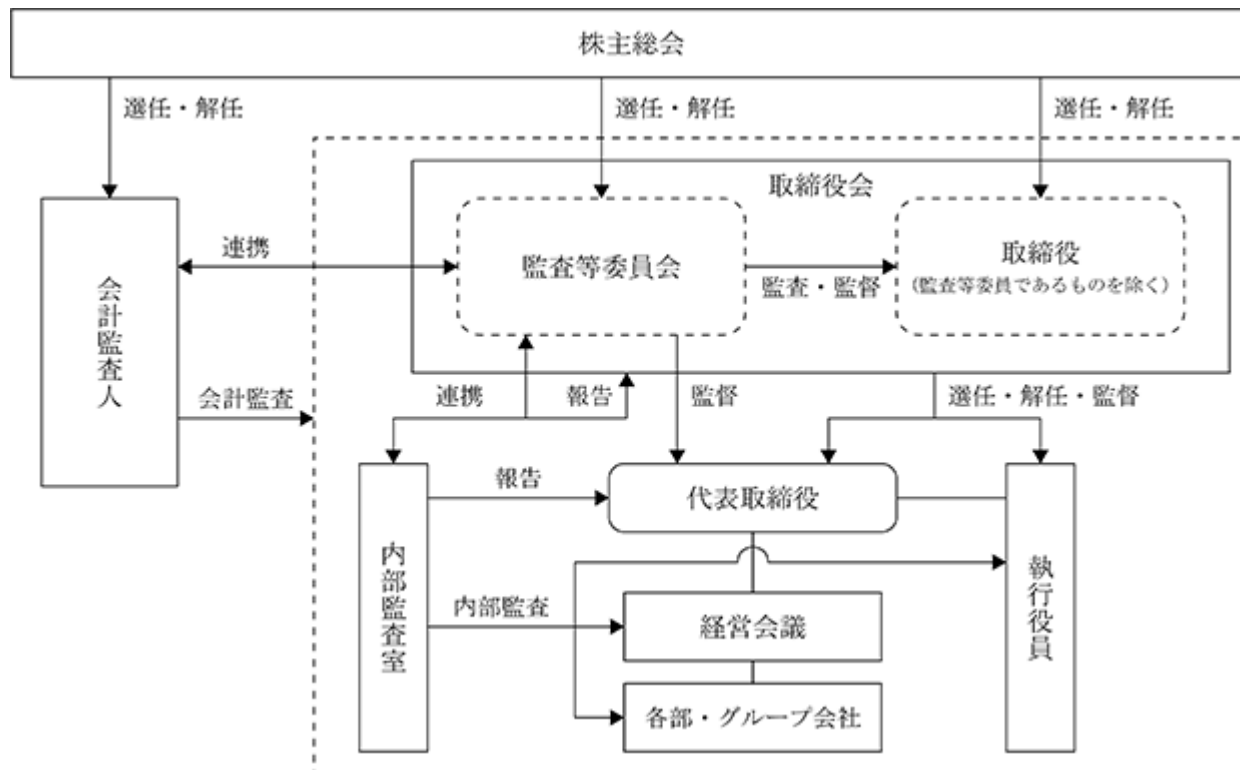 株主総会
選任・解任
選任・解任
選任・解任
取締役会
会計監査人
連携
監査等委員会
監査・監督
取締役
(監査等委員であるものを除く)
会計監査
連携
報告
監督
選任・解任・監督
内部監査室
報告
代表取締役
執行役員
内部監査
経営会議
各部・グループ会社